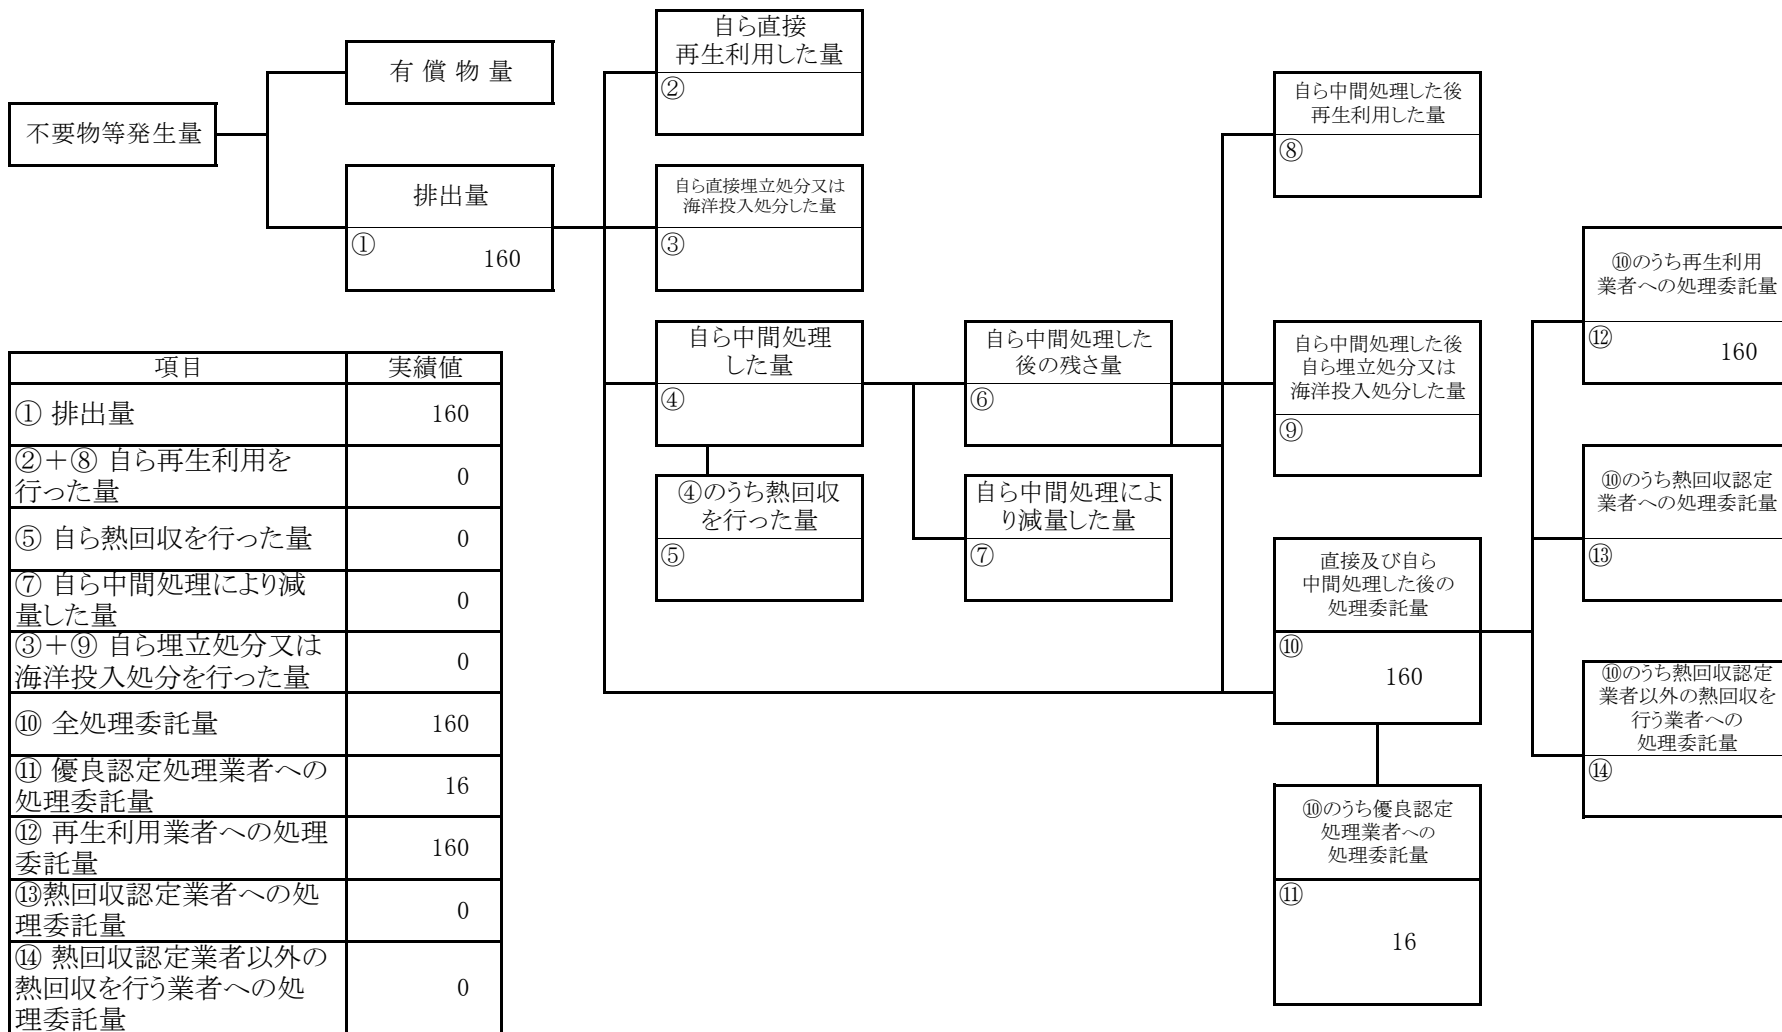 不要物等発生量
有 償 物 量
排出量
①
160
自ら直接
再生利用した量
②
自ら直接埋立処分又は
海洋投入処分した量
③
自ら中間処理
した量
④
④のうち熱回収
を行った量
⑤
自ら中間処理した
後の残さ量
⑥
自ら中間処理によ
り減量した量
⑦
自ら中間処理した後
再生利用した量
⑧
自ら中間処理した後
自ら埋立処分又は
海洋投入処分した量
⑨
直接及び自ら
中間処理した後の
処理委託量
⑩
160
⑩のうち優良認定
処理業者への
処理委託量
⑪
16
⑩のうち再生利用
業者への処理委託量
⑫
160
⑩のうち熱回収認定
業者への処理委託量
⑬
⑩のうち熱回収認定
業者以外の熱回収を
行う業者への
処理委託量
⑭
項目 実績値
① 排出量 160
②＋⑧ 自ら再生利用を
行った量 0
⑤ 自ら熱回収を行った量 0
⑦ 自ら中間処理により減
量した量 0
③＋⑨ 自ら埋立処分又は
海洋投入処分を行った量 0
⑩ 全処理委託量 160
⑪ 優良認定処理業者への
処理委託量 16
⑫ 再生利用業者への処理
委託量 160
⑬熱回収認定業者への処
理委託量 0
⑭ 熱回収認定業者以外の
熱回収を行う業者への処
理委託量 0